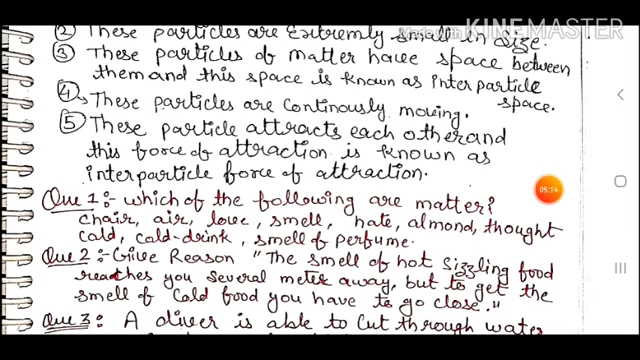 Made with KINEMASTER
② These particles are Extremly small in size.
③ These particles of matter have space between
them and this space is known as interparticle
space.
④ These particles are continously moving.
⑤ These particle attracts each other and
this force of attraction is known as
interparticle force of attraction.
Que 1:- which of the following are matter?
chair, air, love, smell, hate, almond, thought
cold, cold-drink, smell of perfume.
Que 2:- Give Reason "The smell of hot sizzling food
reaches you several meter away, but to get the
smell of cold food you have to go close."
Que 3:- A diver is able to cut through water
05:14